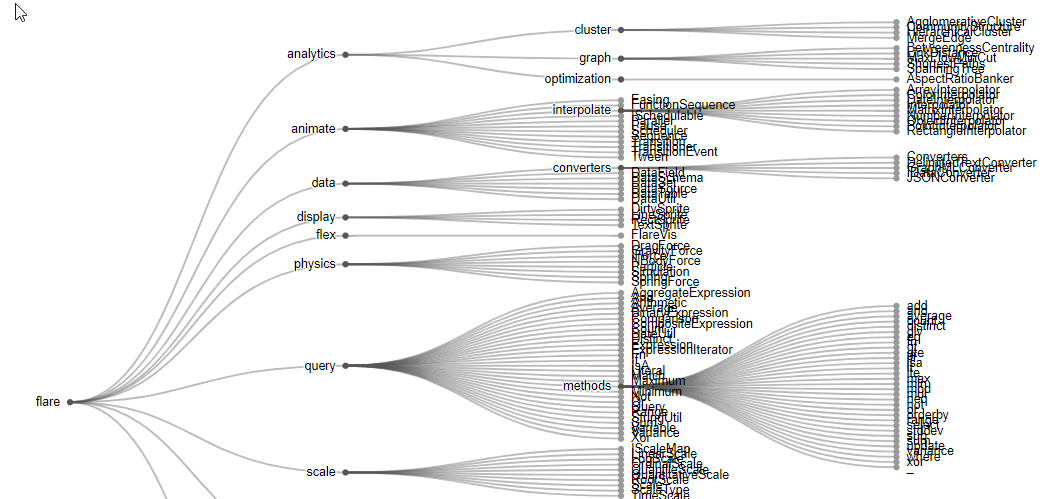 flare
analytics
cluster
AgglomerativeCluster
CommunityStructure
HierarchicalCluster
MergeEdge
graph
BetweennessCentrality
LinkDistance
MaxFlowMinCut
ShortestPaths
SpanningTree
optimization
AspectRatioBanker
animate
Easing
FunctionSequence
interpolate
ArrayInterpolator
ColorInterpolator
DateInterpolator
Interpolator
MatrixInterpolator
NumberInterpolator
RectangleInterpolator
ISchedulable
Parallel
Scheduler
Sequence
Transition
Transitioner
TransitionEvent
Tween
data
converters
Converters
DelimitedTextConverter
GraphMLConverter
IDataConverter
JSONConverter
DataField
DataSchema
DataSet
DataSource
DataTable
DataUtil
display
DirtySprite
LineSprite
RectSprite
TextSprite
flex
FlareVis
physics
DragForce
GravityForce
IForce
NBodyForce
Particle
Simulation
Spring
SpringForce
query
AggregateExpression
And
Arithmetic
Average
BinaryExpression
Comparison
CompositeExpression
Count
DateUtil
Distinct
Expression
ExpressionIterator
Fn
If
IsA
Literal
Match
Maximum
methods
add
and
average
count
distinct
div
eq
fn
gt
gte
iff
isa
lt
lte
max
min
mod
mul
neq
not
or
orderby
range
select
stddev
sub
sum
update
variance
where
xor
_
Minimum
Not
Or
Query
Range
StringUtil
Sum
Variable
Variance
Xor
scale
IScaleMap
LinearScale
LogScale
OrdinalScale
QuantileScale
QuantitativeScale
RootScale
Scale
ScaleType
TimeScale